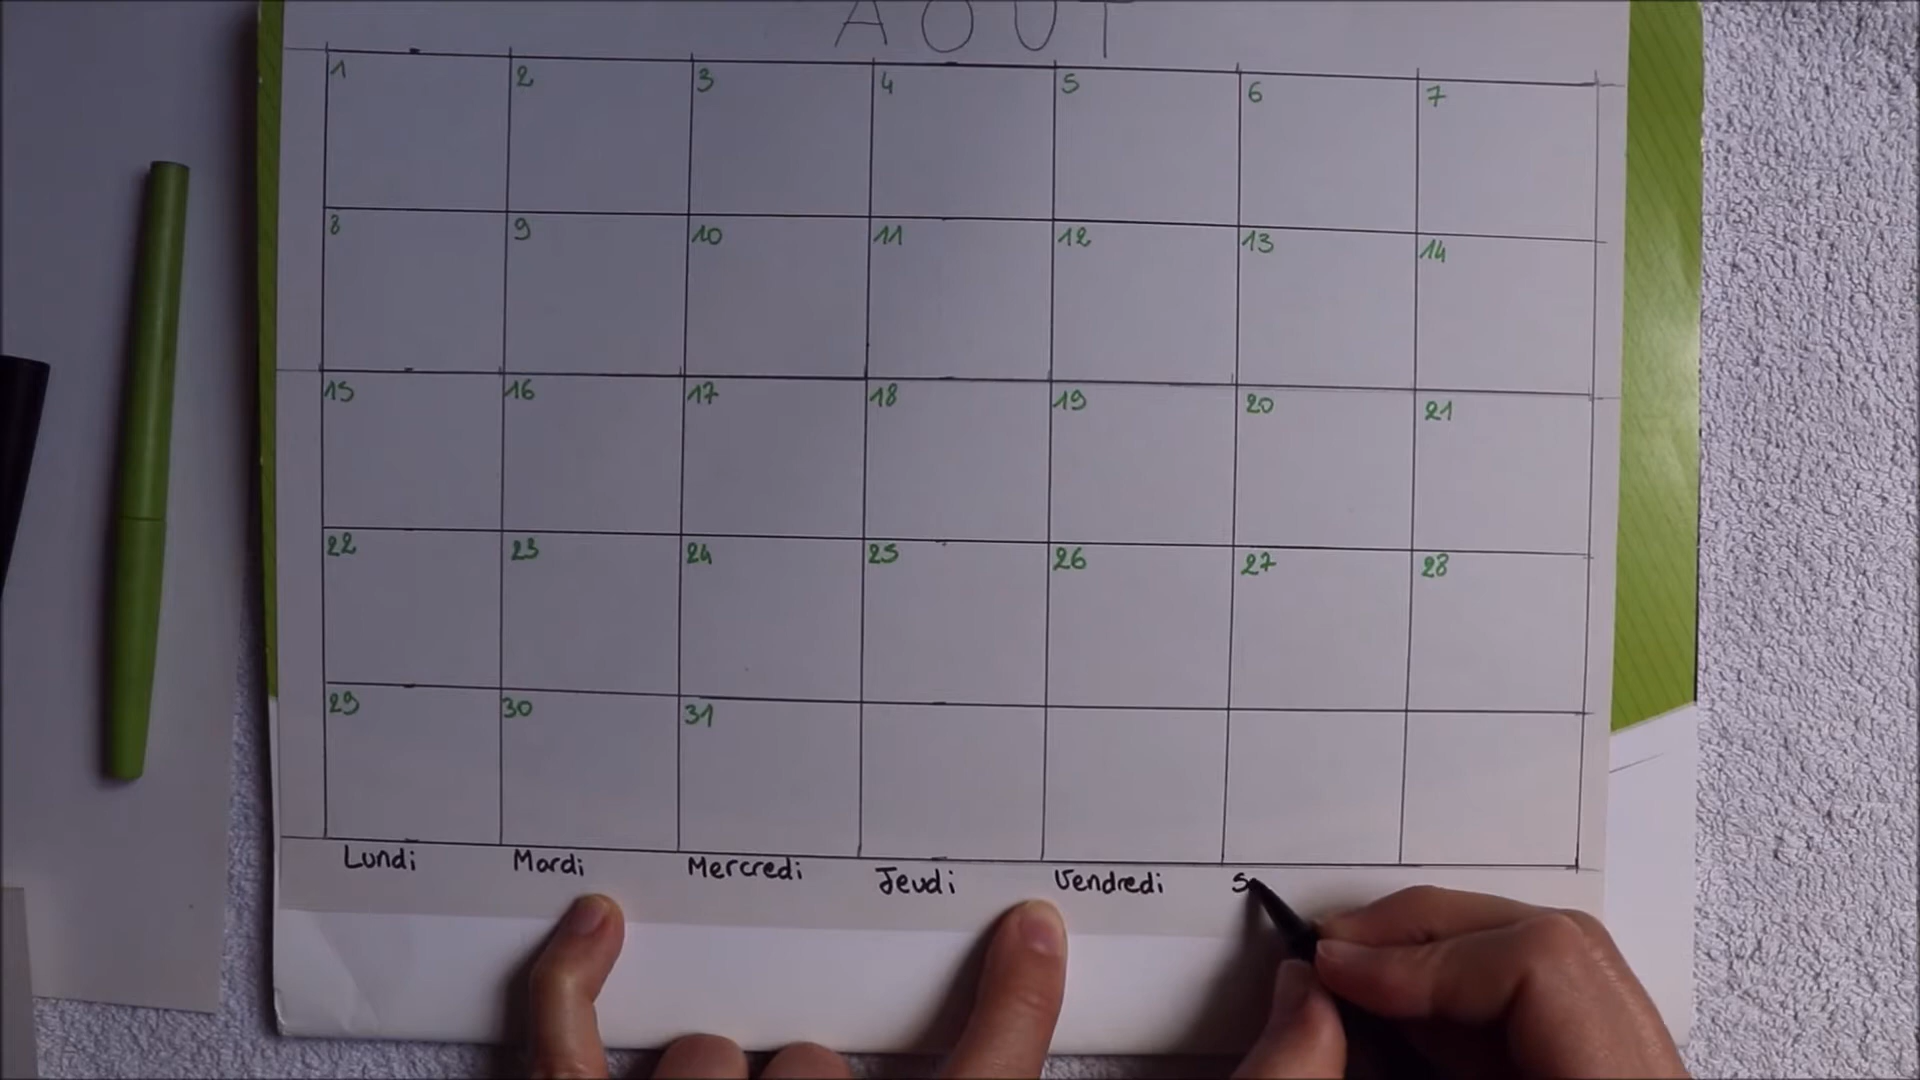 AOUT
1 2 3 4 5 6 7
8 9 10 11 12 13 14
15 16 17 18 19 20 21
22 23 24 25 26 27 28
29 30 31
Lundi Mardi Mercredi Jeudi Vendredi S